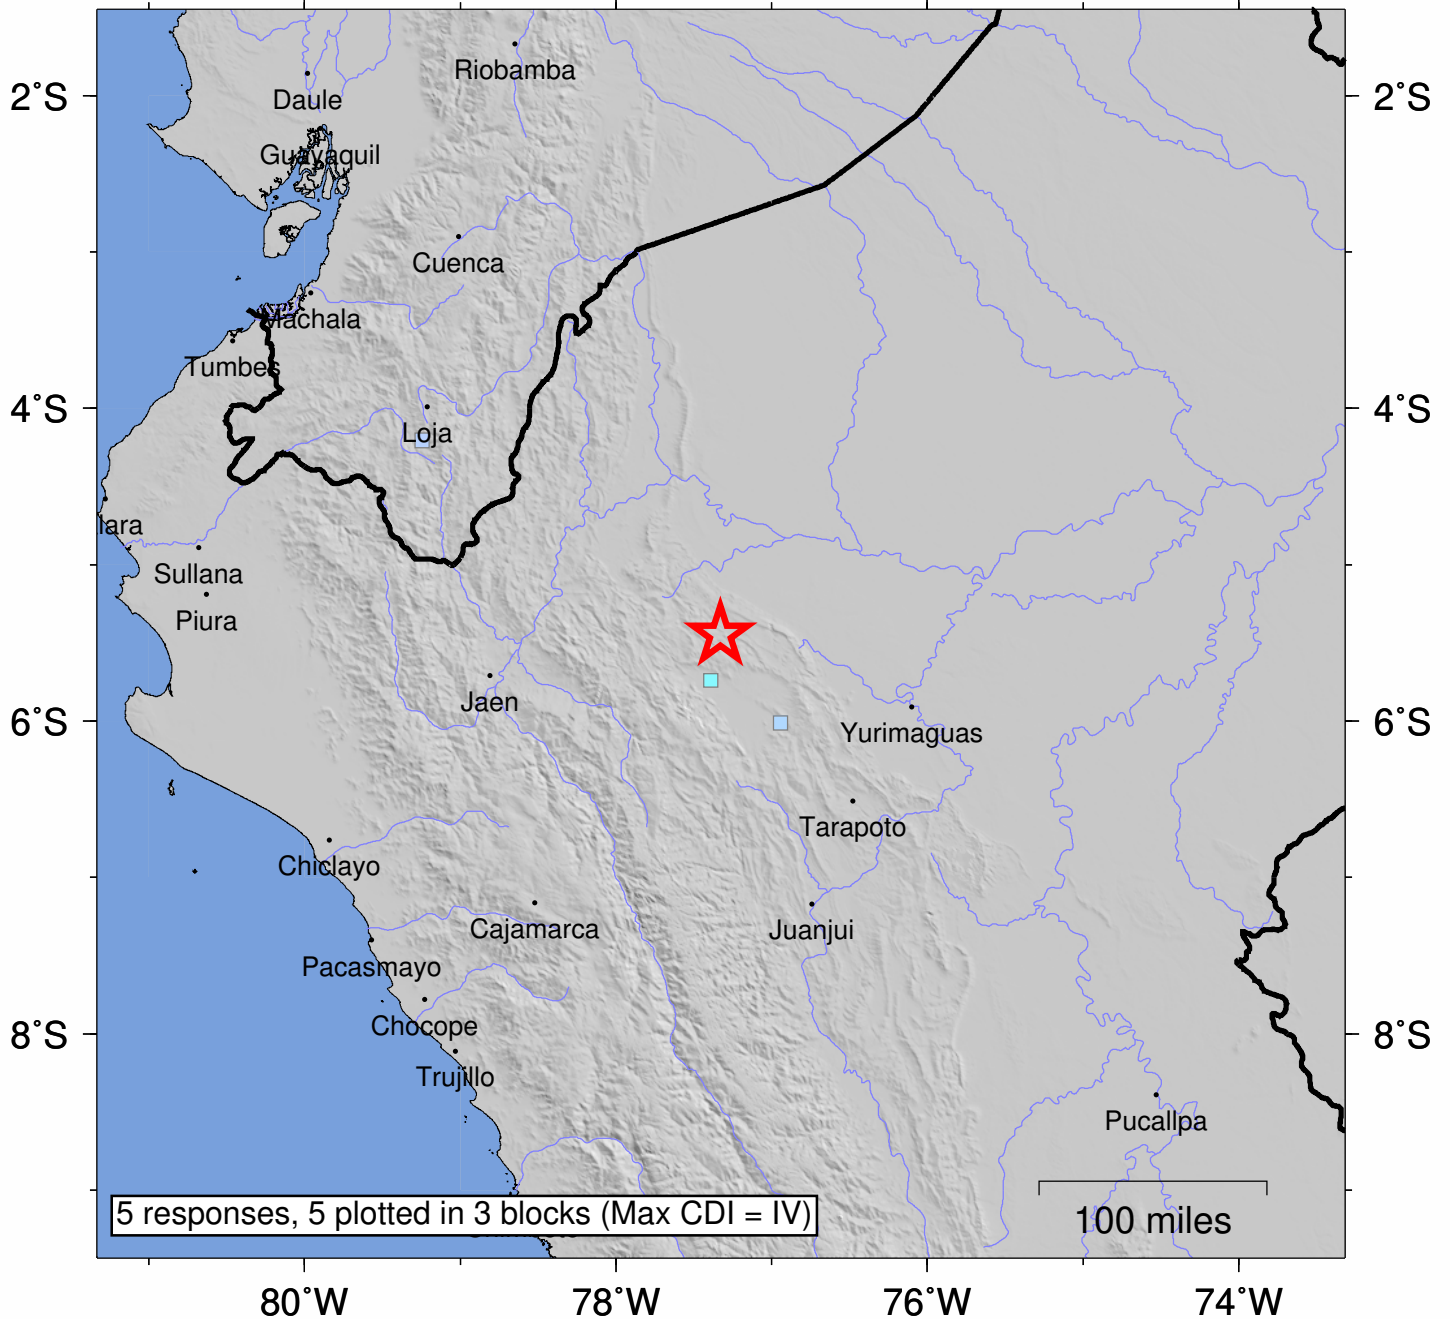 Riobamba
2°S
2°S
Daule
Guayaquil
Cuenca
Machala
Tumbes
4°S
4°S
Loja
lara
Sullana
Piura
Jaen
6°S
6°S
Yurimaguas
Tarapoto
Chiclayo
Cajamarca
Juanjui
Pacasmayo
Chocope
8°S
8°S
Trujillo
Pucallpa
5 responses, 5 plotted in 3 blocks (Max CDI = IV)
100 miles
80°W
78°W
76°W
74°W